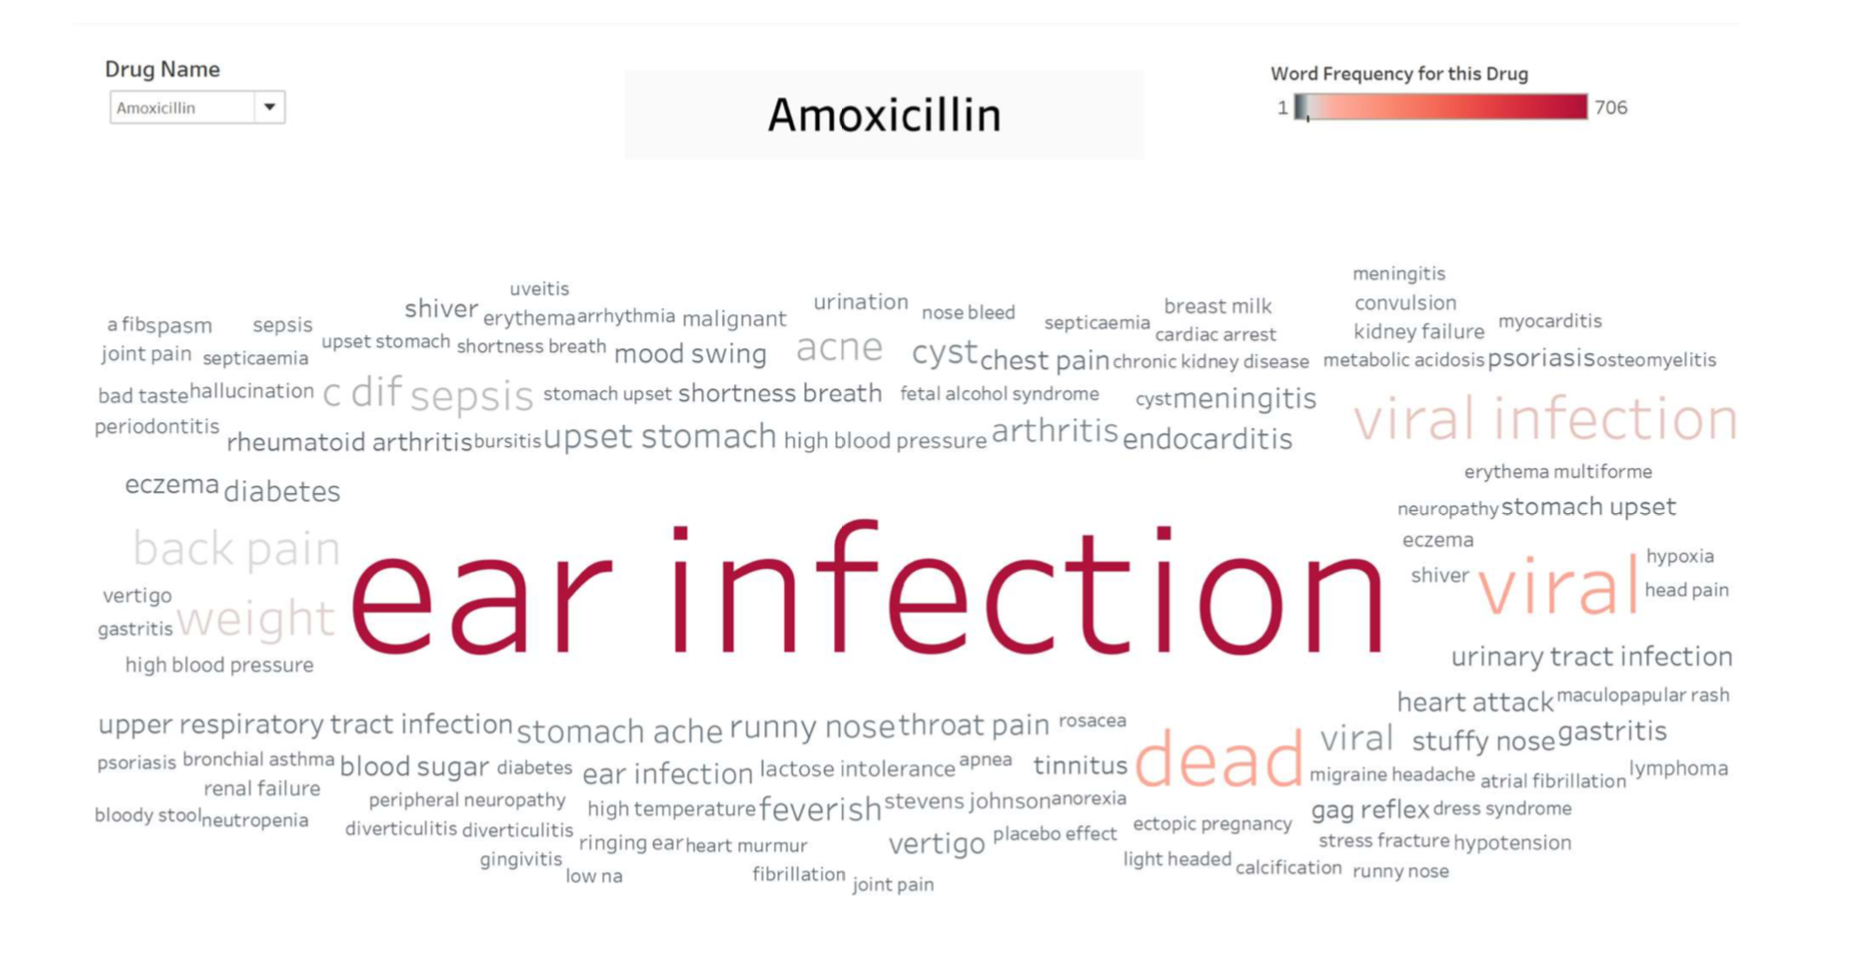 Drug Name
Amoxicillin
Amoxicillin
Word Frequency for this Drug
1 706
meningitis
uveitis
convulsion
shiver erythema arrhythmia malignant urination nose bleed septicaemia breast milk
a fib spasm sepsis cardiac arrest kidney failure myocarditis
joint pain septicaemia upset stomach shortness breath mood swing acne cyst chest pain chronic kidney disease metabolic acidosis psoriasis osteomyelitis
bad taste hallucination c dif sepsis stomach upset shortness breath fetal alcohol syndrome cyst meningitis viral infection
periodontitis rheumatoid arthritis bursitis upset stomach high blood pressure arthritis endocarditis
erythema multiforme
eczema diabetes neuropathy stomach upset
back pain eczema hypoxia
vertigo ear infection shiver viral head pain
gastritis weight
high blood pressure urinary tract infection
heart attack maculopapular rash
upper respiratory tract infection stomach ache runny nose throat pain rosacea dead viral stuffy nose gastritis
psoriasis bronchial asthma blood sugar diabetes ear infection lactose intolerance apnea tinnitus migraine headache atrial fibrillation lymphoma
renal failure peripheral neuropathy high temperature feverish stevens johnson anorexia gag reflex dress syndrome
bloody stool neutropenia diverticulitis diverticulitis ringing ear heart murmur vertigo placebo effect ectopic pregnancy stress fracture hypotension
gingivitis low na fibrillation joint pain light headed calcification runny nose